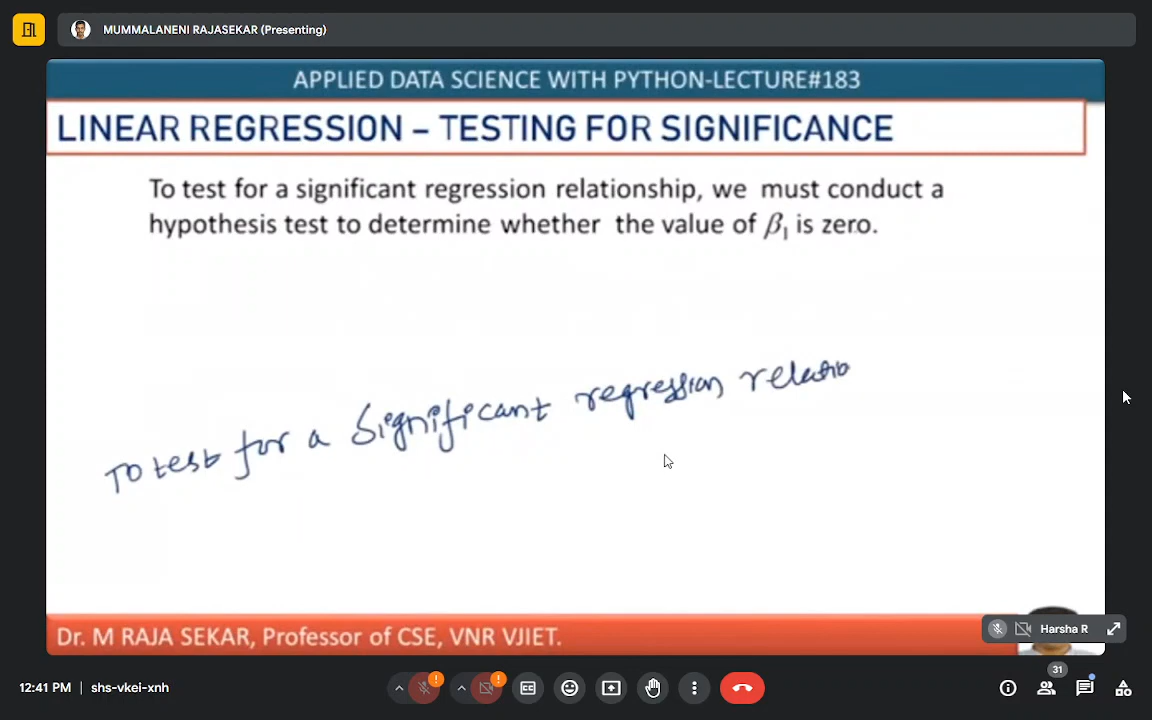 MUMMALANENI RAJASEKAR (Presenting)
APPLIED DATA SCIENCE WITH PYTHON-LECTURE#183
LINEAR REGRESSION – TESTING FOR SIGNIFICANCE
To test for a significant regression relationship, we must conduct a
hypothesis test to determine whether the value of β₁ is zero.
To test for a Significant regression relatio
Dr. M RAJA SEKAR, Professor of CSE, VNR VJIET.
Harsha R
31
12:41 PM | shs-vkei-xnh